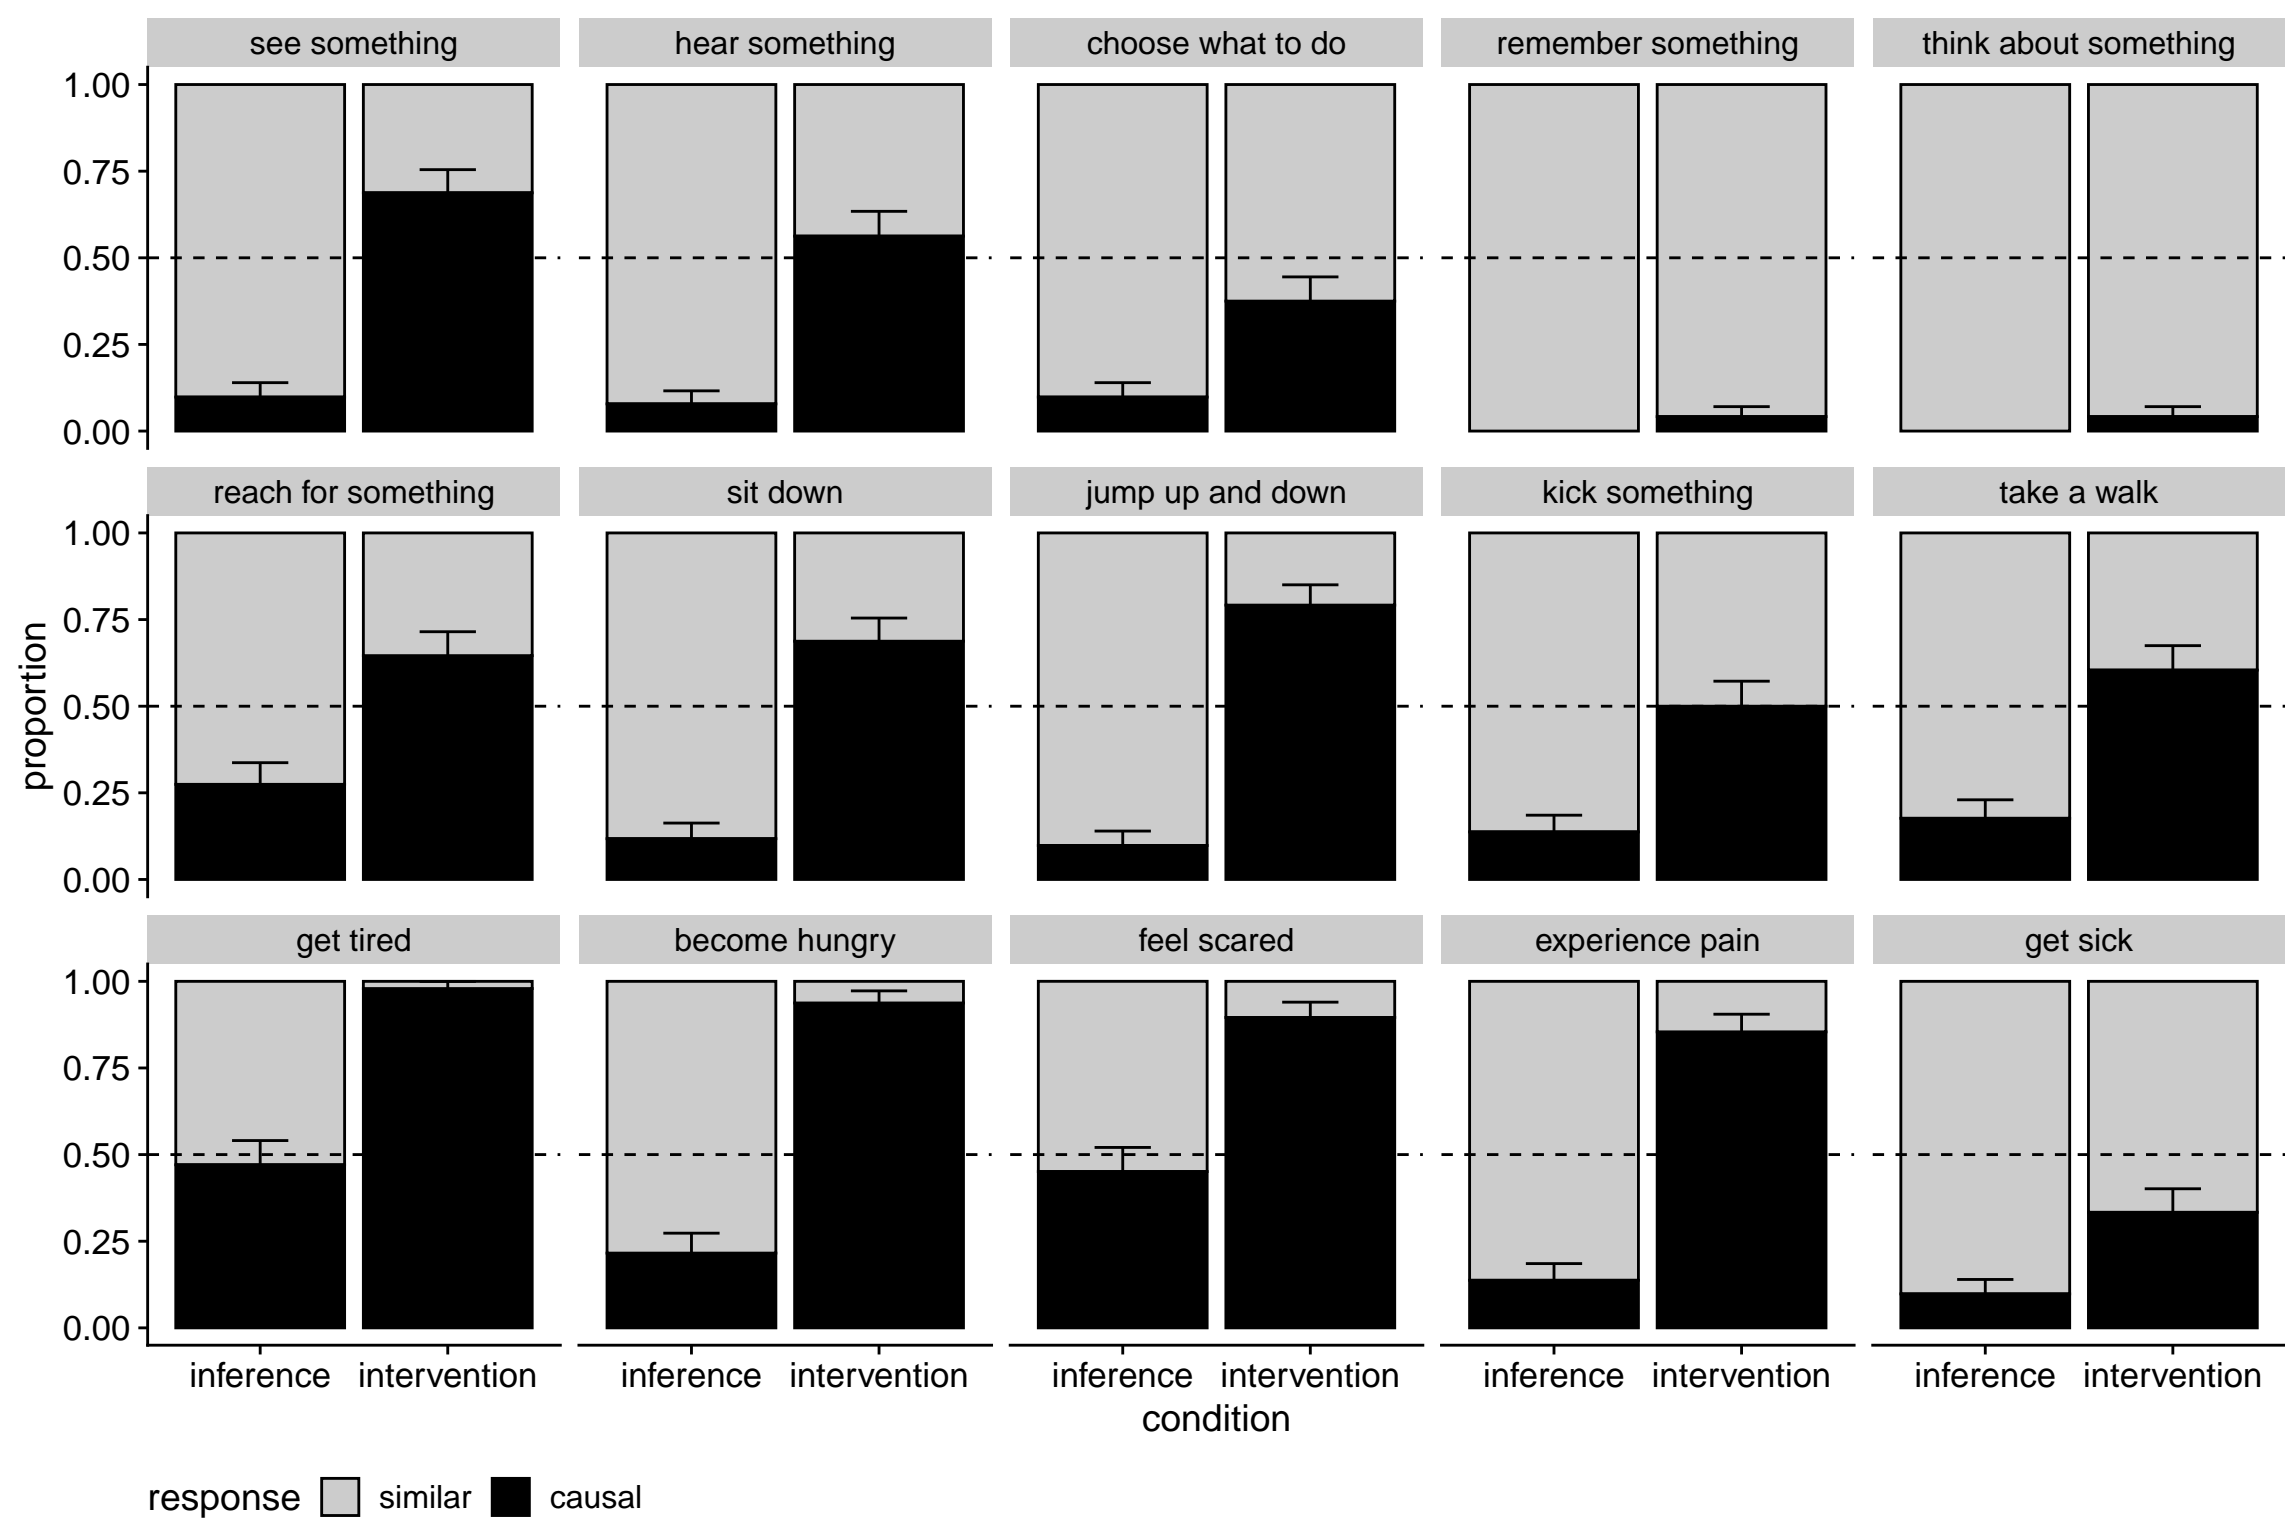 see something hear something choose what to do remember something think about something
1.00
0.75
0.50
0.25
0.00
reach for something sit down jump up and down kick something take a walk
1.00
0.75
0.50
0.25
0.00
proportion
get tired become hungry feel scared experience pain get sick
1.00
0.75
0.50
0.25
0.00
inference intervention inference intervention inference intervention inference intervention inference intervention
condition
response similar causal